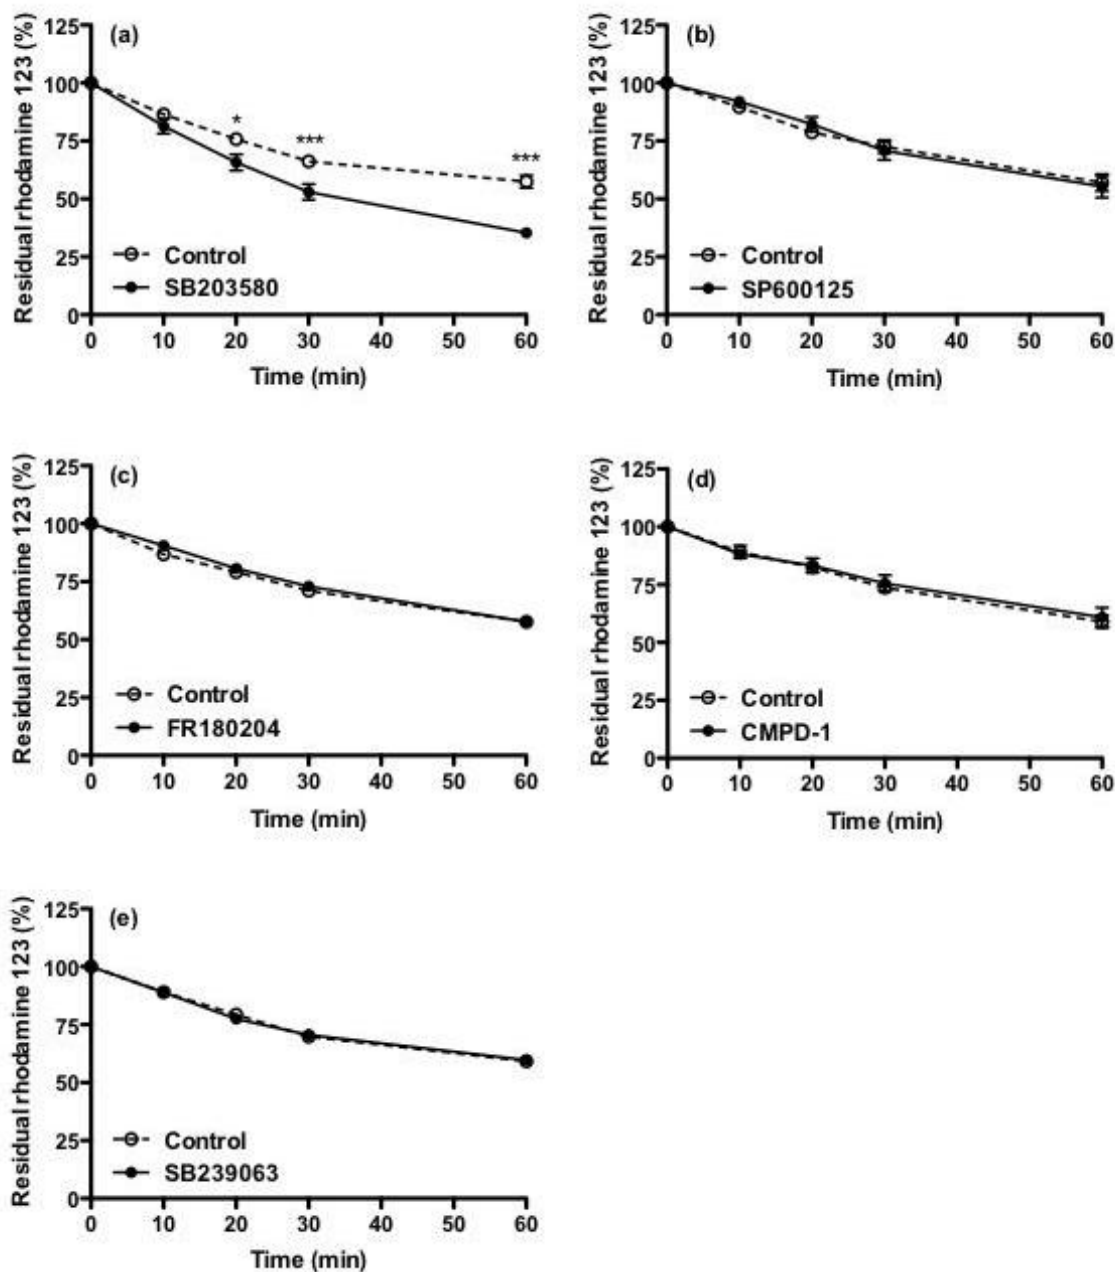 (a)
Residual rhodamine 123 (%)
125
100
75
50
25
0
*
***
***
Control
SB203580
0 10 20 30 40 50 60
Time (min)
(b)
Residual rhodamine 123 (%)
125
100
75
50
25
0
Control
SP600125
0 10 20 30 40 50 60
Time (min)
(c)
Residual rhodamine 123 (%)
125
100
75
50
25
0
Control
FR180204
0 10 20 30 40 50 60
Time (min)
(d)
Residual rhodamine 123 (%)
125
100
75
50
25
0
Control
CMPD-1
0 10 20 30 40 50 60
Time (min)
(e)
Residual rhodamine 123 (%)
125
100
75
50
25
0
Control
SB239063
0 10 20 30 40 50 60
Time (min)